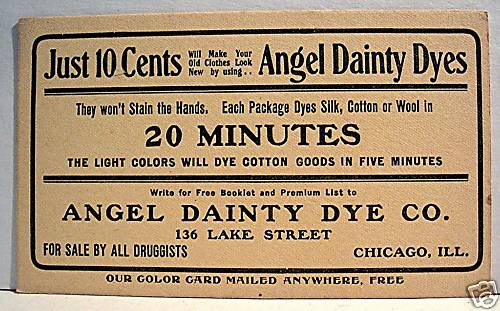 Just 10 Cents Will Make Your Old Clothes Look New by using.. Angel Dainty Dyes
They won't Stain the Hands. Each Package Dyes Silk, Cotton or Wool in
20 MINUTES
THE LIGHT COLORS WILL DYE COTTON GOODS IN FIVE MINUTES
Write for Free Booklet and Premium List to
ANGEL DAINTY DYE CO.
136 LAKE STREET
FOR SALE BY ALL DRUGGISTS CHICAGO, ILL.
OUR COLOR CARD MAILED ANYWHERE, FREE